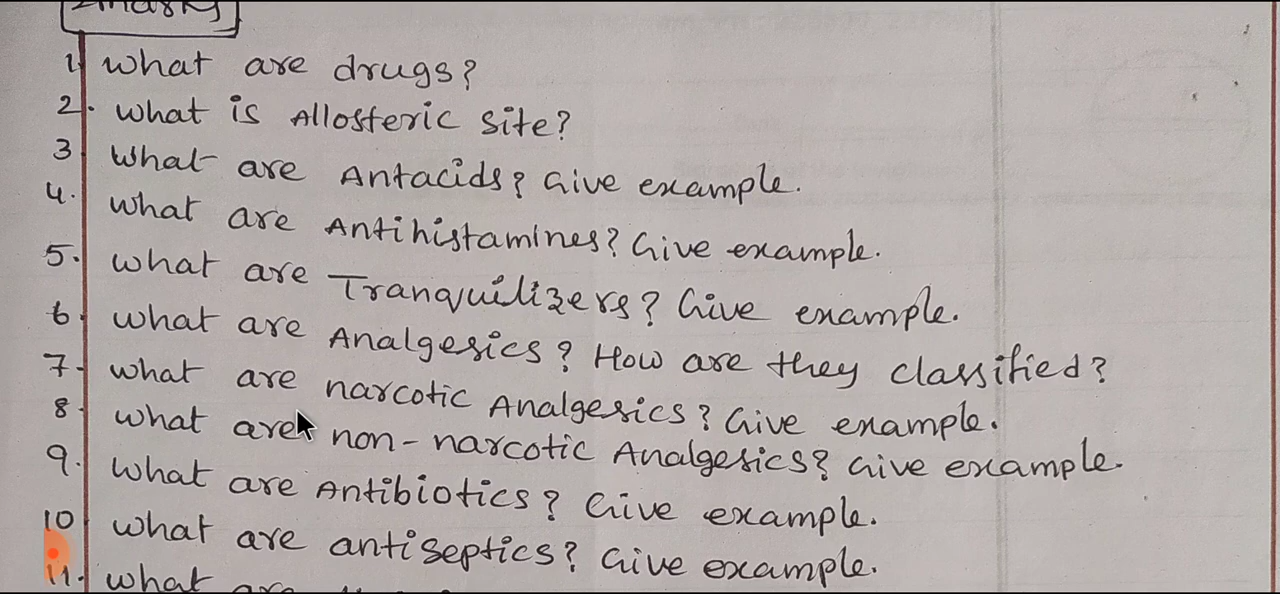 1. What are drugs?
2. What is Allosteric site?
3. What are Antacids? Give example.
4. What are Antihistamines? Give example.
5. What are Tranquilizers? Give example.
6. What are Analgesics? How are they classified?
7. What are narcotic Analgesics? Give example.
8. What are non-narcotic Analgesics? Give example.
9. What are Antibiotics? Give example.
10. What are antiseptics? Give example.
11. What are